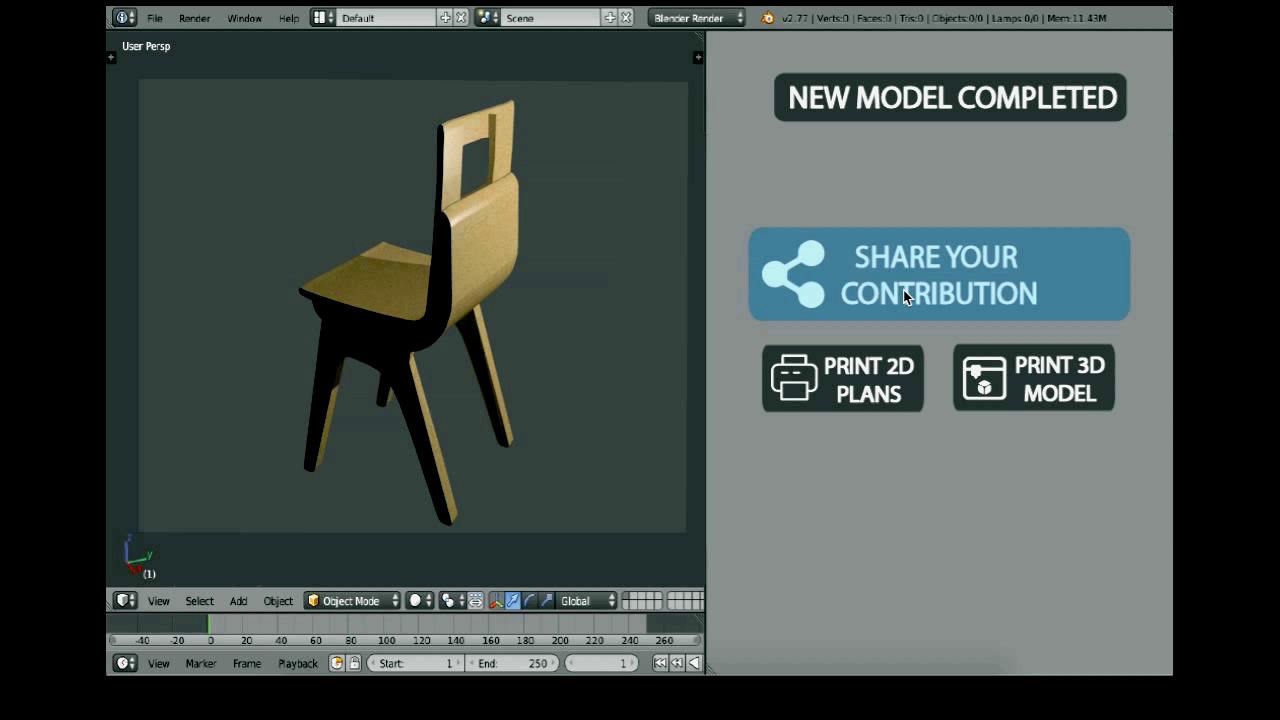 File Render Window Help Default Scene Blender Render v2.77 | Verts:0 | Faces:0 | Tris:0 | Objects:0/0 | Lamps:0/0 | Mem:11.43M
User Persp
NEW MODEL COMPLETED
SHARE YOUR
CONTRIBUTION
PRINT 2D
PLANS
PRINT 3D
MODEL
z
y
x
(1)
View Select Add Object Object Mode Global
-40 -20 0 20 40 60 80 100 120 140 160 180 200 220 240 260
View Marker Frame Playback Start: 1 End: 250 1